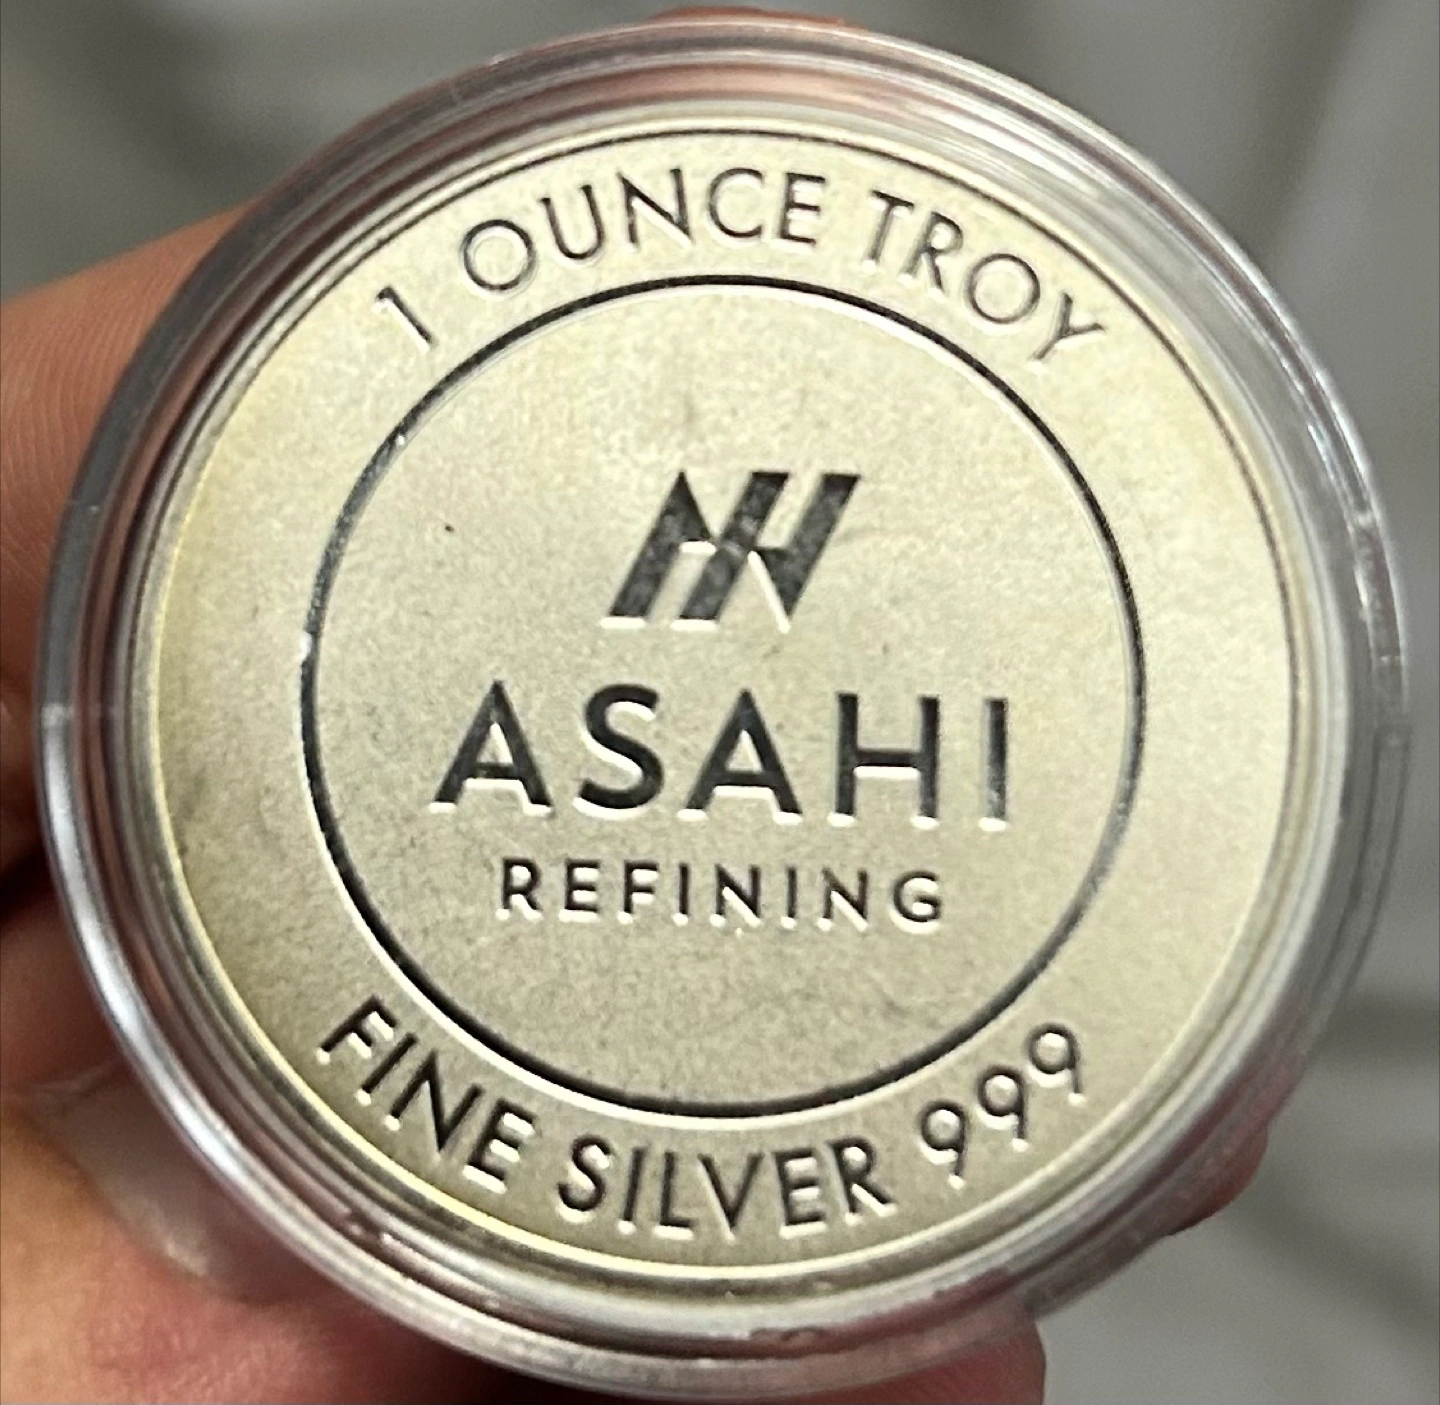 1 OUNCE TROY
ASAHI
REFINING
FINE SILVER 999